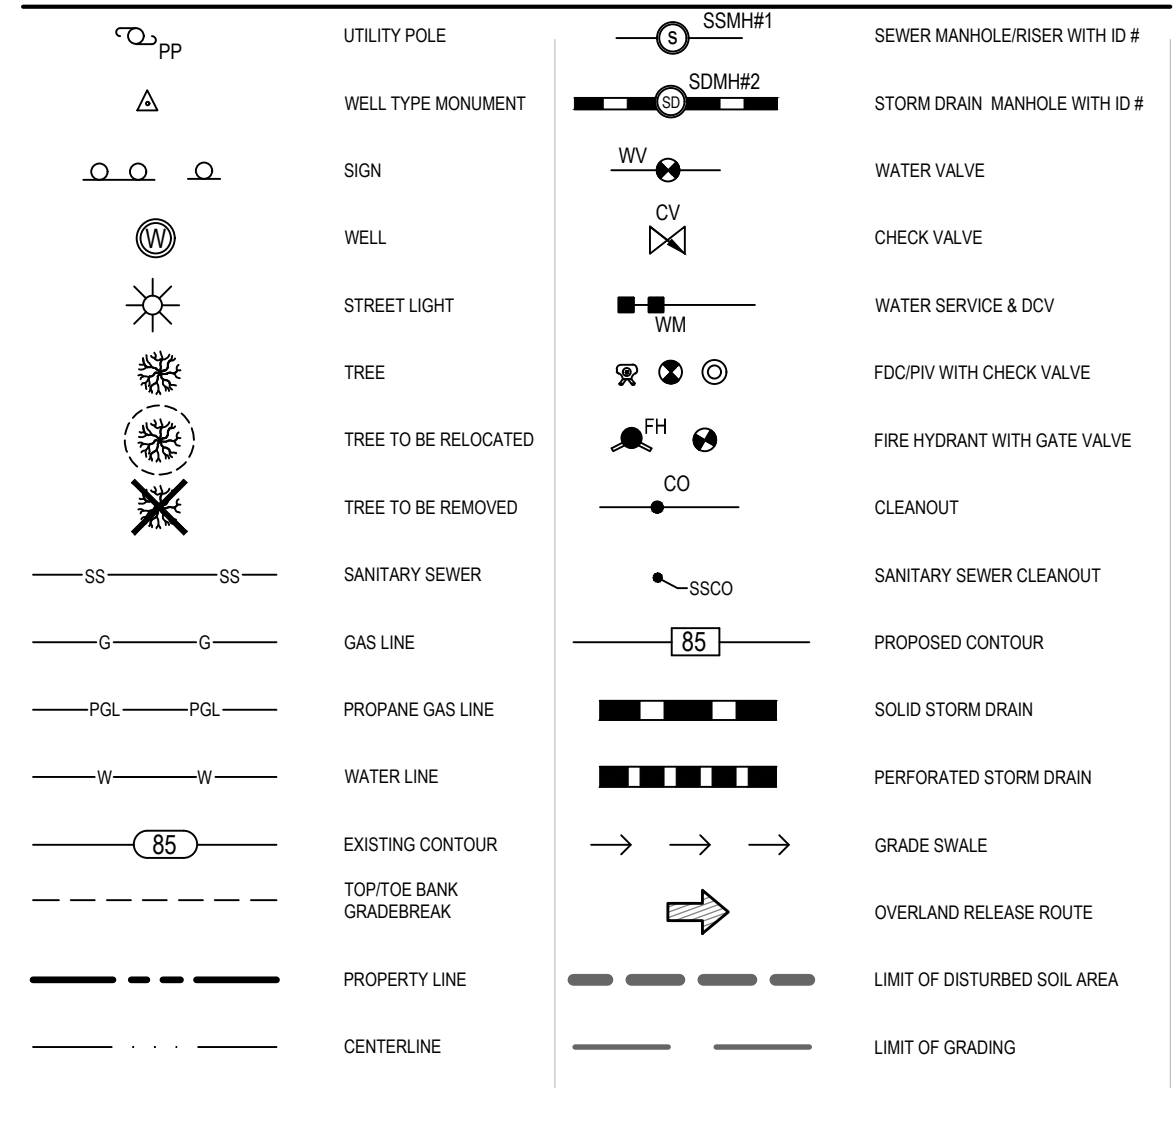 PP
UTILITY POLE
WELL TYPE MONUMENT
SIGN
W
WELL
STREET LIGHT
TREE
TREE TO BE RELOCATED
TREE TO BE REMOVED
SS SS
SANITARY SEWER
G G
GAS LINE
PGL PGL
PROPANE GAS LINE
W W
WATER LINE
85
EXISTING CONTOUR
TOP/TOE BANK
GRADEBREAK
PROPERTY LINE
CENTERLINE
SSMH#1
S
SEWER MANHOLE/RISER WITH ID #
SDMH#2
SD
STORM DRAIN MANHOLE WITH ID #
WV
WATER VALVE
CV
CHECK VALVE
WM
WATER SERVICE & DCV
FDC/PIV WITH CHECK VALVE
FH
FIRE HYDRANT WITH GATE VALVE
CO
CLEANOUT
SSCO
SANITARY SEWER CLEANOUT
85
PROPOSED CONTOUR
SOLID STORM DRAIN
PERFORATED STORM DRAIN
GRADE SWALE
OVERLAND RELEASE ROUTE
LIMIT OF DISTURBED SOIL AREA
LIMIT OF GRADING